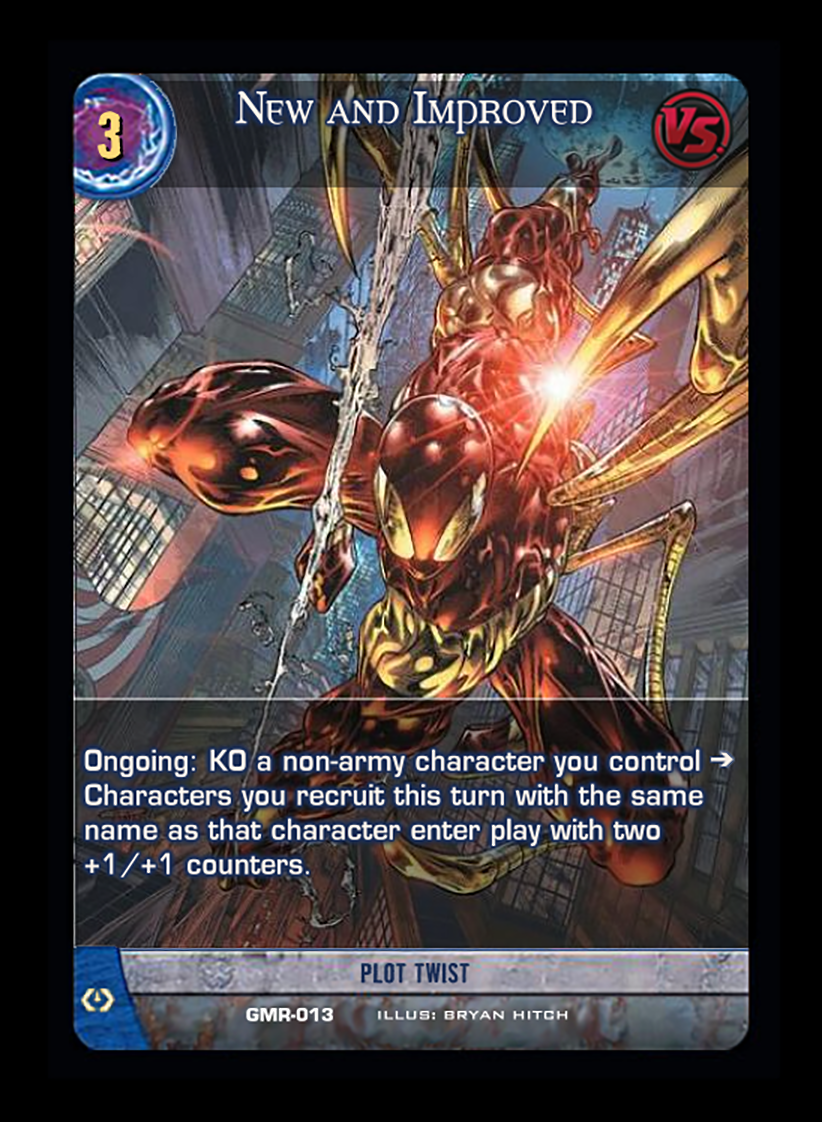 3
New and Improved
VS.
Ongoing: KO a non-army character you control →
Characters you recruit this turn with the same
name as that character enter play with two
+1/+1 counters.
PLOT TWIST
GMR-013 ILLUS: BRYAN HITCH